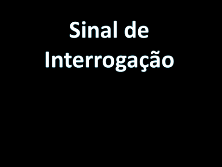 Sinal de
Interrogação